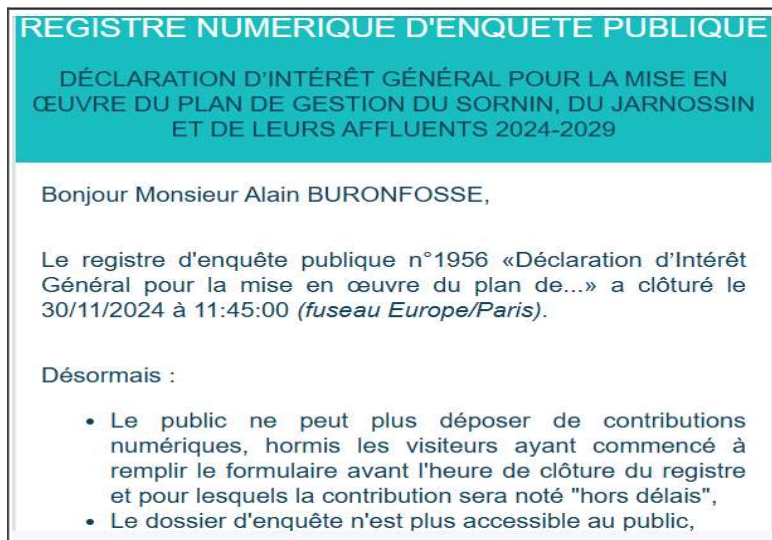 REGISTRE NUMERIQUE D'ENQUETE PUBLIQUE
DÉCLARATION D'INTÉRÊT GÉNÉRAL POUR LA MISE EN
ŒUVRE DU PLAN DE GESTION DU SORNIN, DU JARNOSSIN
ET DE LEURS AFFLUENTS 2024-2029
Bonjour Monsieur Alain BURONFOSSE,
Le registre d'enquête publique n°1956 «Déclaration d'Intérêt
Général pour la mise en œuvre du plan de...» a clôturé le
30/11/2024 à 11:45:00 (fuseau Europe/Paris).
Désormais :
• Le public ne peut plus déposer de contributions
numériques, hormis les visiteurs ayant commencé à
remplir le formulaire avant l'heure de clôture du registre
et pour lesquels la contribution sera noté "hors délais",
• Le dossier d'enquête n'est plus accessible au public,